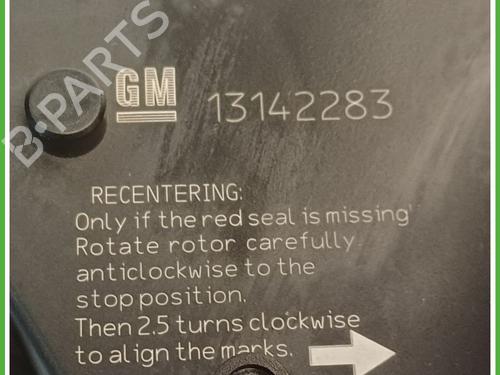 B-PARTS
GM 13142283
RECENTERING:
Only if the red seal is missing
Rotate rotor carefully
anticlockwise to the
stop position.
Then 2.5 turns clockwise
to align the marks.